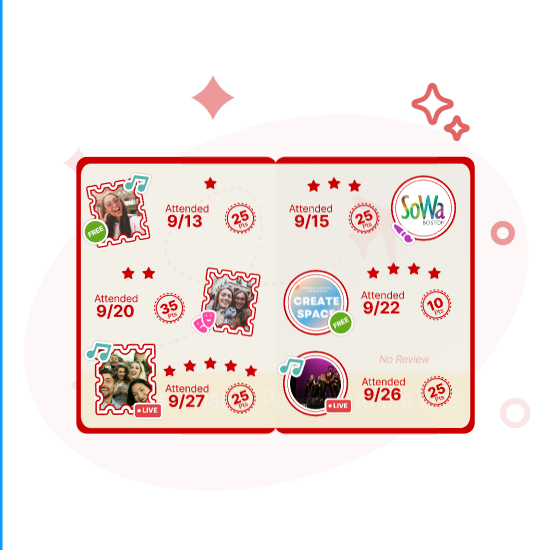 FREE
Attended
9/13
25
Pts
Attended
9/20
35
Pts
LIVE
Attended
9/27
25
Pts
Attended
9/15
25
Pts
SoWa
BOSTON
CREATE
SPACE
FREE
Attended
9/22
10
Pts
No Review
LIVE
Attended
9/26
25
Pts